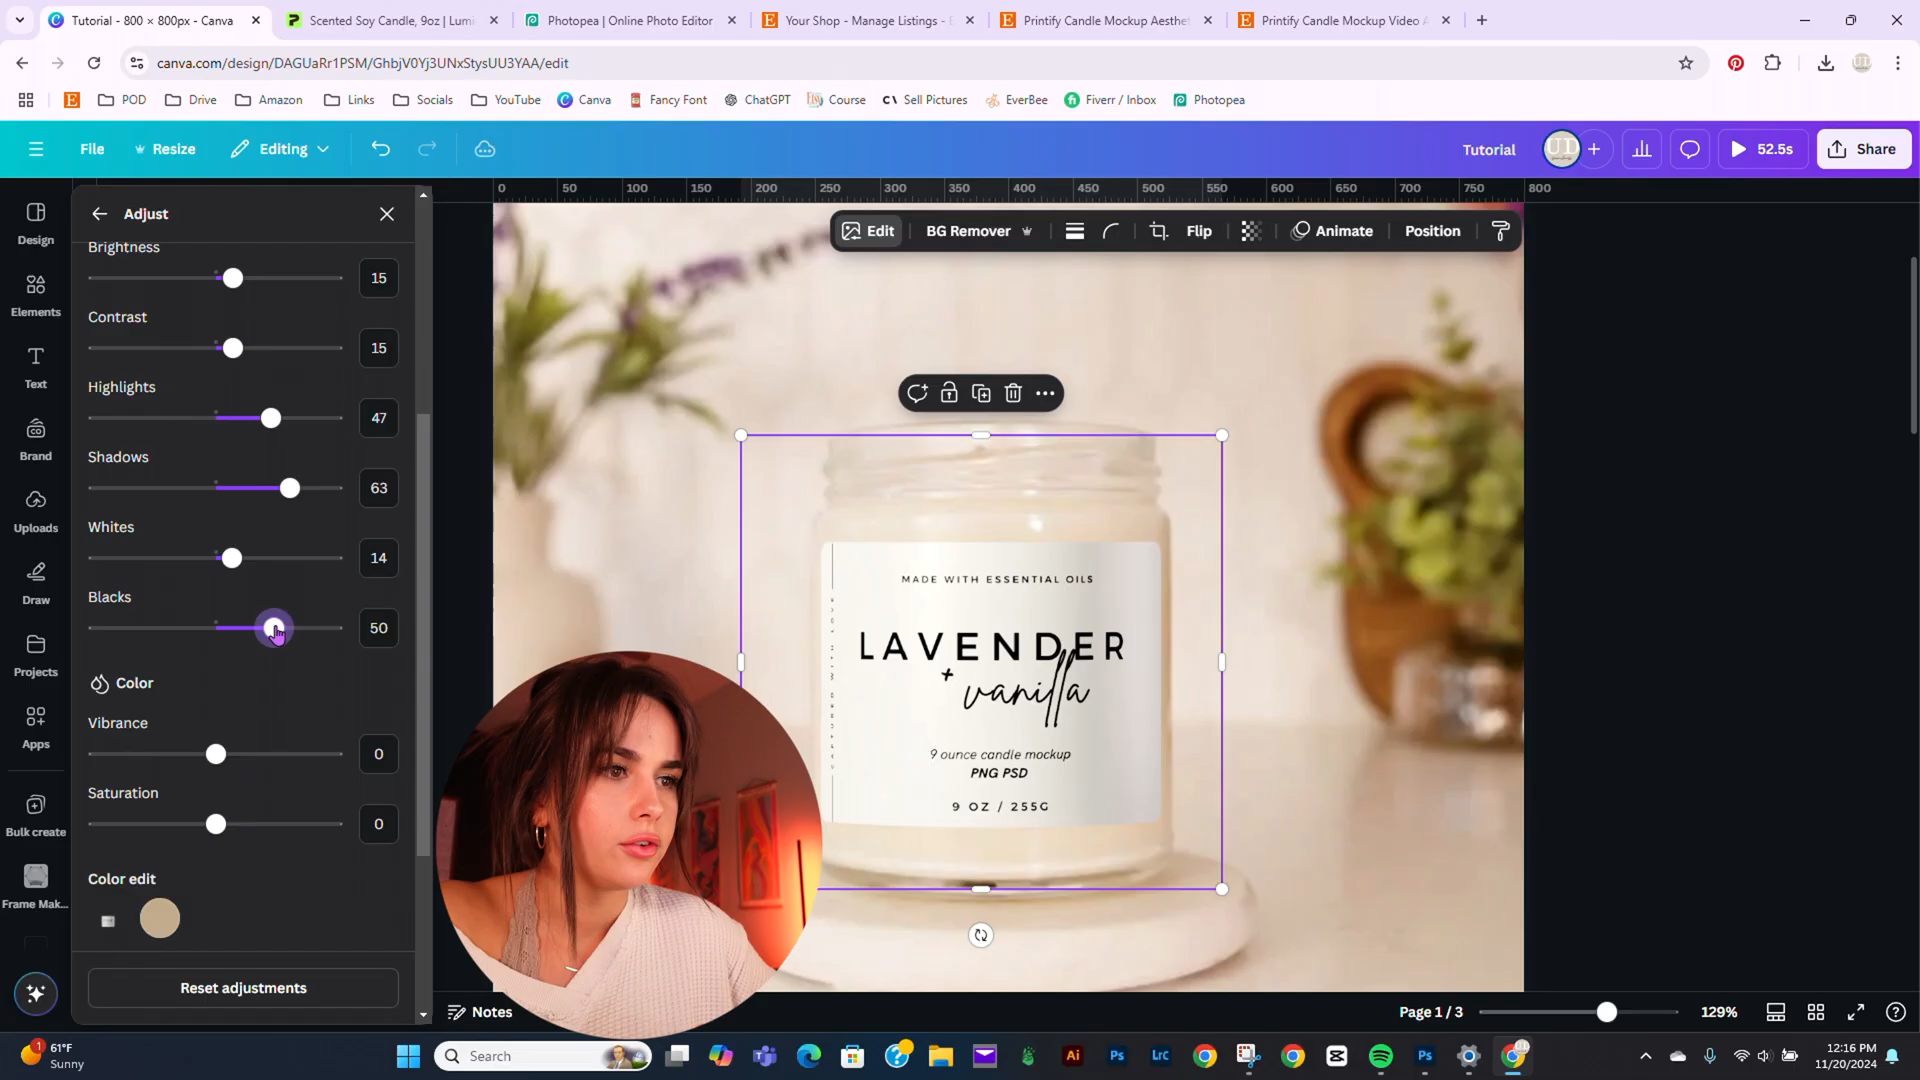 Tutorial - 800 × 800px - Canva
Scented Soy Candle, 9oz | Lumi
Photopea | Online Photo Editor
Your Shop - Manage Listings -
Printify Candle Mockup Aesthet
Printify Candle Mockup Video A
canva.com/design/DAGUaRr1PSM/GhbjV0Yj3UNxStysUU3YAA/edit
POD
Drive
Amazon
Links
Socials
YouTube
Canva
Fancy Font
ChatGPT
Course
Sell Pictures
EverBee
Fiverr / Inbox
Photopea
File
Resize
Editing
Tutorial
UD
52.5s
Share
0 50 100 150 200 250 300 350 400 450 500 550 600 650 700 750 800
Design
Elements
Text
Brand
Uploads
Draw
Projects
Apps
Bulk create
Frame Mak...
Adjust
Brightness
15
Contrast
15
Highlights
47
Shadows
63
Whites
14
Blacks
50
Color
Vibrance
0
Saturation
0
Color edit
Reset adjustments
Edit
BG Remover
Flip
Animate
Position
MADE WITH ESSENTIAL OILS
LAVENDER
+ vanilla
9 ounce candle mockup
PNG PSD
9 OZ / 255G
Notes
Page 1 / 3
129%
1
61°F
Sunny
Search
Ai
Ps
LrC
Ps
12:16 PM
11/20/2024